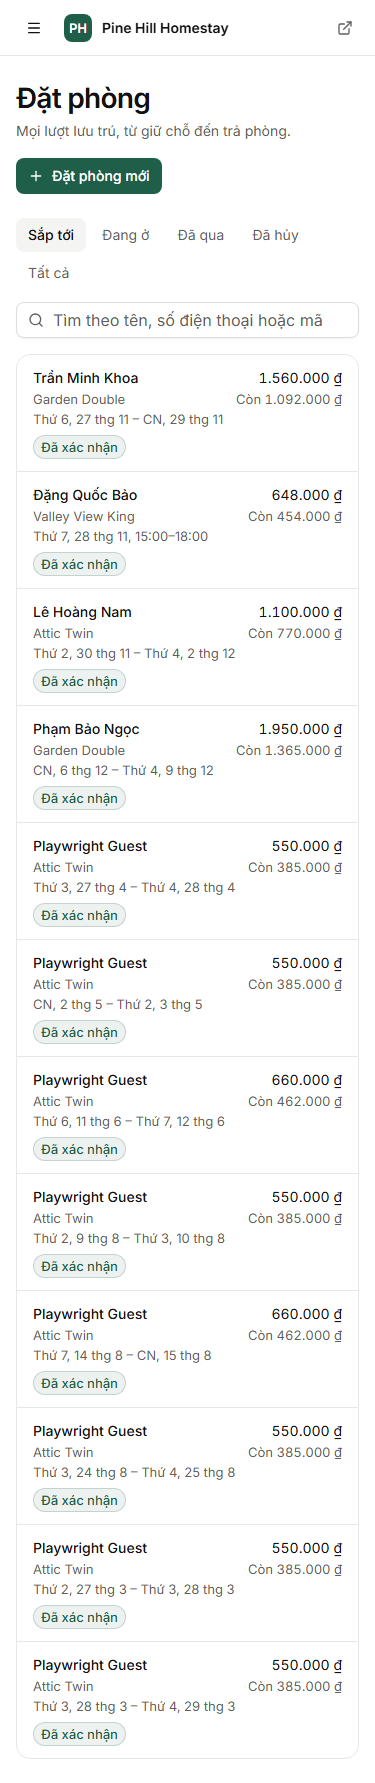 PH Pine Hill Homestay
Đặt phòng
Mọi lượt lưu trú, từ giữ chỗ đến trả phòng.
+ Đặt phòng mới
Sắp tới Đang ở Đã qua Đã hủy
Tất cả
Tìm theo tên, số điện thoại hoặc mã
Trần Minh Khoa 1.560.000 ₫
Garden Double Còn 1.092.000 ₫
Thứ 6, 27 thg 11 – CN, 29 thg 11
Đã xác nhận
Đặng Quốc Bảo 648.000 ₫
Valley View King Còn 454.000 ₫
Thứ 7, 28 thg 11, 15:00–18:00
Đã xác nhận
Lê Hoàng Nam 1.100.000 ₫
Attic Twin Còn 770.000 ₫
Thứ 2, 30 thg 11 – Thứ 4, 2 thg 12
Đã xác nhận
Phạm Bảo Ngọc 1.950.000 ₫
Garden Double Còn 1.365.000 ₫
CN, 6 thg 12 – Thứ 4, 9 thg 12
Đã xác nhận
Playwright Guest 550.000 ₫
Attic Twin Còn 385.000 ₫
Thứ 3, 27 thg 4 – Thứ 4, 28 thg 4
Đã xác nhận
Playwright Guest 550.000 ₫
Attic Twin Còn 385.000 ₫
CN, 2 thg 5 – Thứ 2, 3 thg 5
Đã xác nhận
Playwright Guest 660.000 ₫
Attic Twin Còn 462.000 ₫
Thứ 6, 11 thg 6 – Thứ 7, 12 thg 6
Đã xác nhận
Playwright Guest 550.000 ₫
Attic Twin Còn 385.000 ₫
Thứ 2, 9 thg 8 – Thứ 3, 10 thg 8
Đã xác nhận
Playwright Guest 660.000 ₫
Attic Twin Còn 462.000 ₫
Thứ 7, 14 thg 8 – CN, 15 thg 8
Đã xác nhận
Playwright Guest 550.000 ₫
Attic Twin Còn 385.000 ₫
Thứ 3, 24 thg 8 – Thứ 4, 25 thg 8
Đã xác nhận
Playwright Guest 550.000 ₫
Attic Twin Còn 385.000 ₫
Thứ 2, 27 thg 3 – Thứ 3, 28 thg 3
Đã xác nhận
Playwright Guest 550.000 ₫
Attic Twin Còn 385.000 ₫
Thứ 3, 28 thg 3 – Thứ 4, 29 thg 3
Đã xác nhận